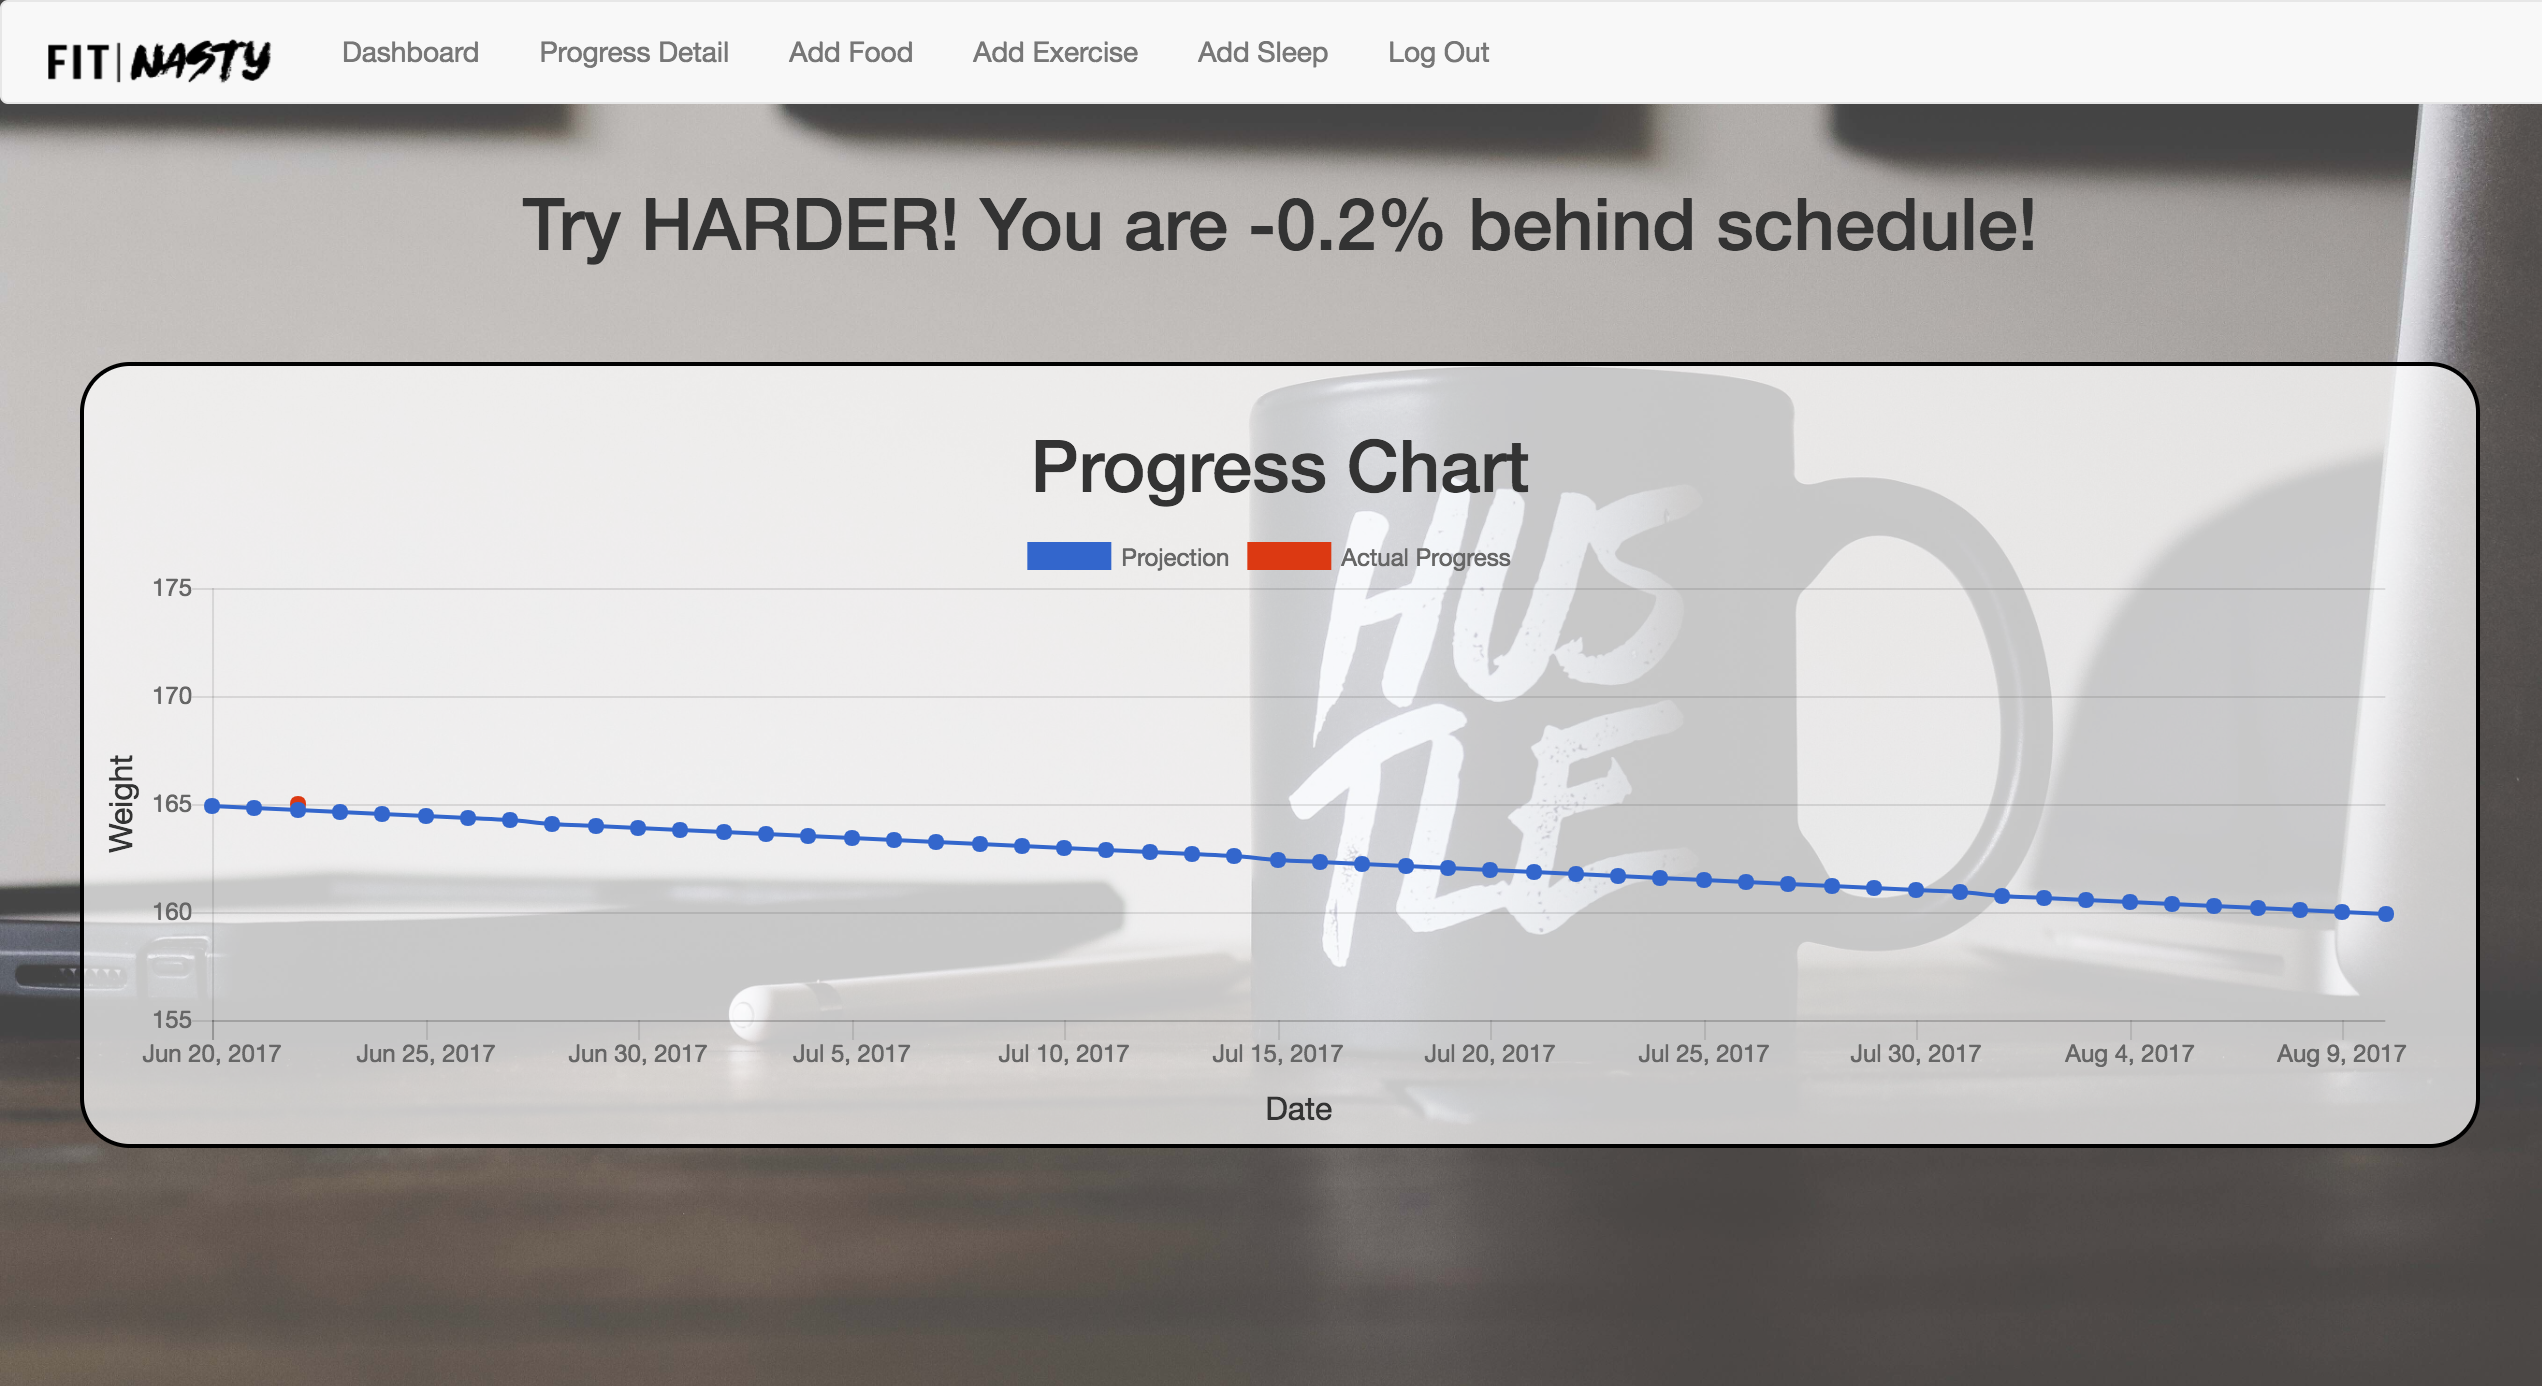 FIT|NASTY Dashboard Progress Detail Add Food Add Exercise Add Sleep Log Out
Try HARDER! You are -0.2% behind schedule!
Progress Chart
Projection Actual Progress
HUS
TLE
175
170
165
160
155
Weight
Jun 20, 2017 Jun 25, 2017 Jun 30, 2017 Jul 5, 2017 Jul 10, 2017 Jul 15, 2017 Jul 20, 2017 Jul 25, 2017 Jul 30, 2017 Aug 4, 2017 Aug 9, 2017
Date